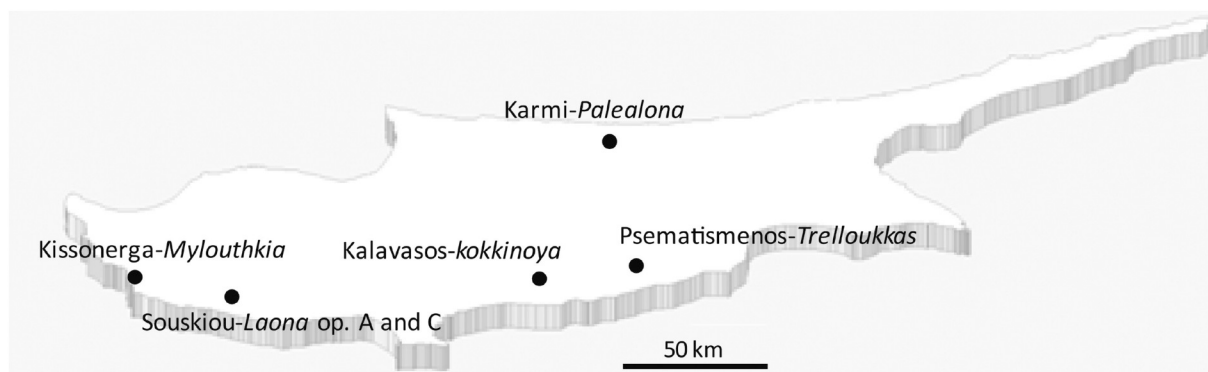 Karmi-Palealona
Psematismenos-Trelloukkas
Kissonerga-Mylouthkia
Kalavasos-kokkinoya
Souskiou-Laona op. A and C
50 km